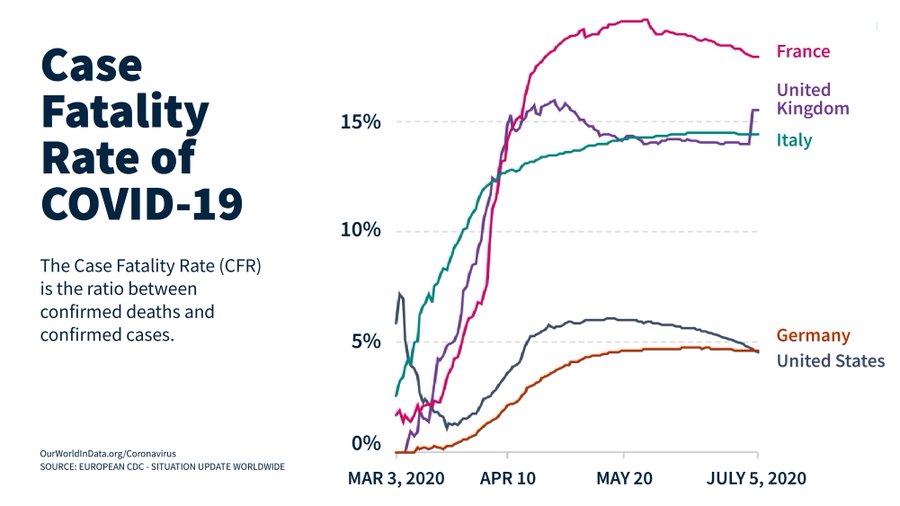 Case
Fatality
Rate of
COVID-19
The Case Fatality Rate (CFR)
is the ratio between
confirmed deaths and
confirmed cases.
OurWorldInData.org/Coronavirus
SOURCE: EUROPEAN CDC - SITUATION UPDATE WORLDWIDE
15%
10%
5%
0%
MAR 3, 2020 APR 10 MAY 20 JULY 5, 2020
France
United
Kingdom
Italy
Germany
United States